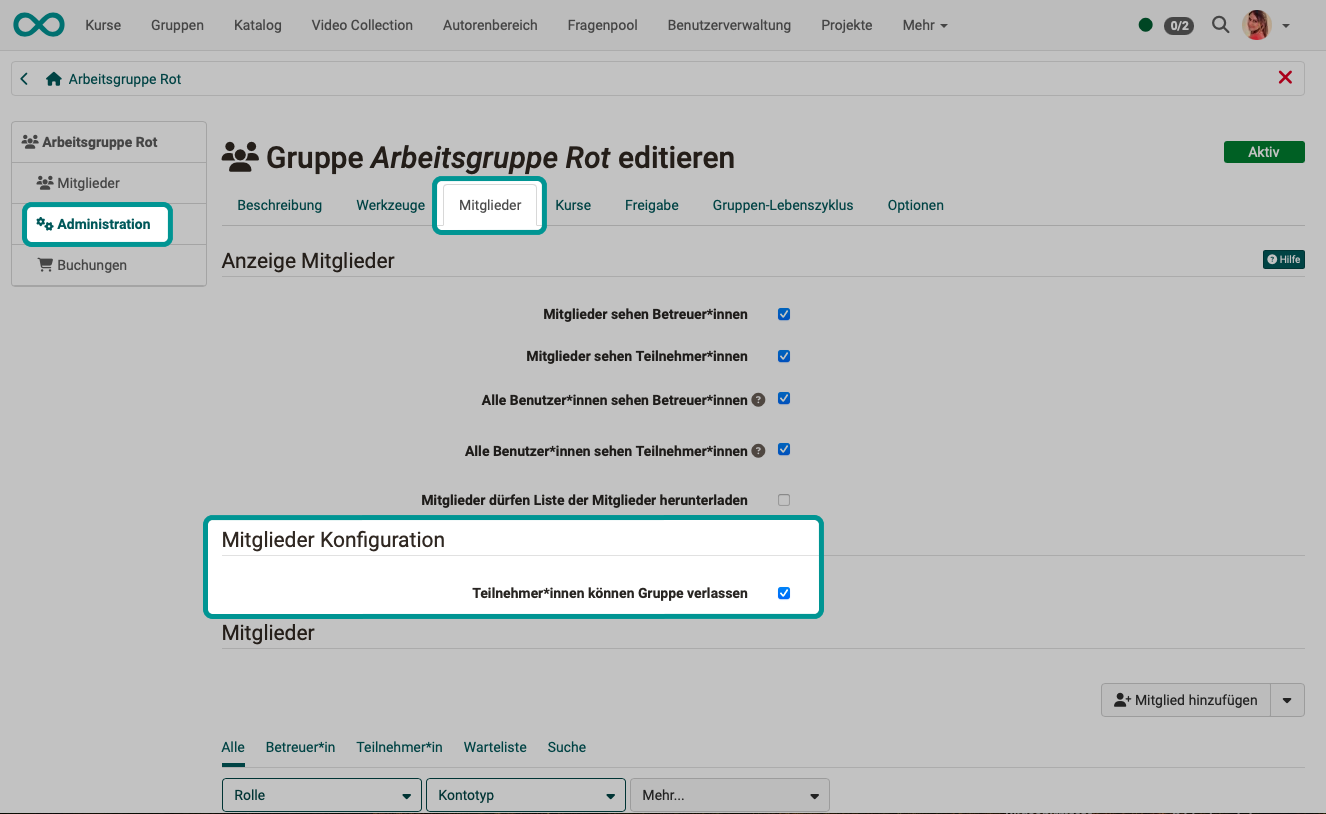 Kurse Gruppen Katalog Video Collection Autorenbereich Fragenpool Benutzerverwaltung Projekte Mehr 0/2
Arbeitsgruppe Rot
Arbeitsgruppe Rot
Mitglieder
Administration
Buchungen
Gruppe Arbeitsgruppe Rot editieren
Aktiv
Beschreibung Werkzeuge Mitglieder Kurse Freigabe Gruppen-Lebenszyklus Optionen
Anzeige Mitglieder
Hilfe
Mitglieder sehen Betreuer*innen
Mitglieder sehen Teilnehmer*innen
Alle Benutzer*innen sehen Betreuer*innen
Alle Benutzer*innen sehen Teilnehmer*innen
Mitglieder dürfen Liste der Mitglieder herunterladen
Mitglieder Konfiguration
Teilnehmer*innen können Gruppe verlassen
Mitglieder
Mitglied hinzufügen
Alle Betreuer*in Teilnehmer*in Warteliste Suche
Rolle Kontotyp Mehr...